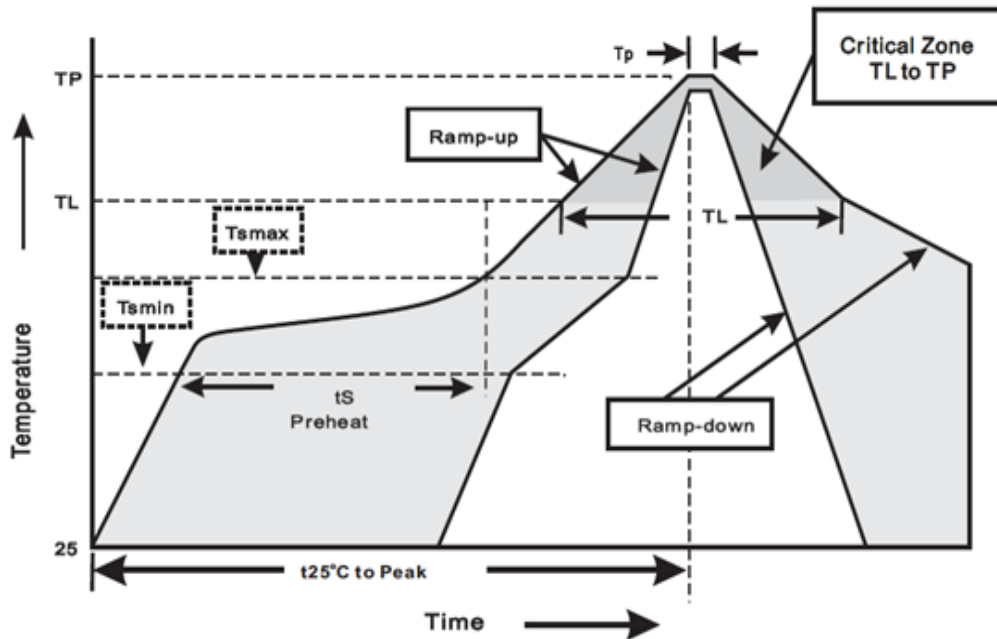 Tp
Critical Zone
TL to TP
TP
Ramp-up
TL
TL
Tsmax
Tsmin
tS
Preheat
Ramp-down
Temperature
25
t25°C to Peak
Time